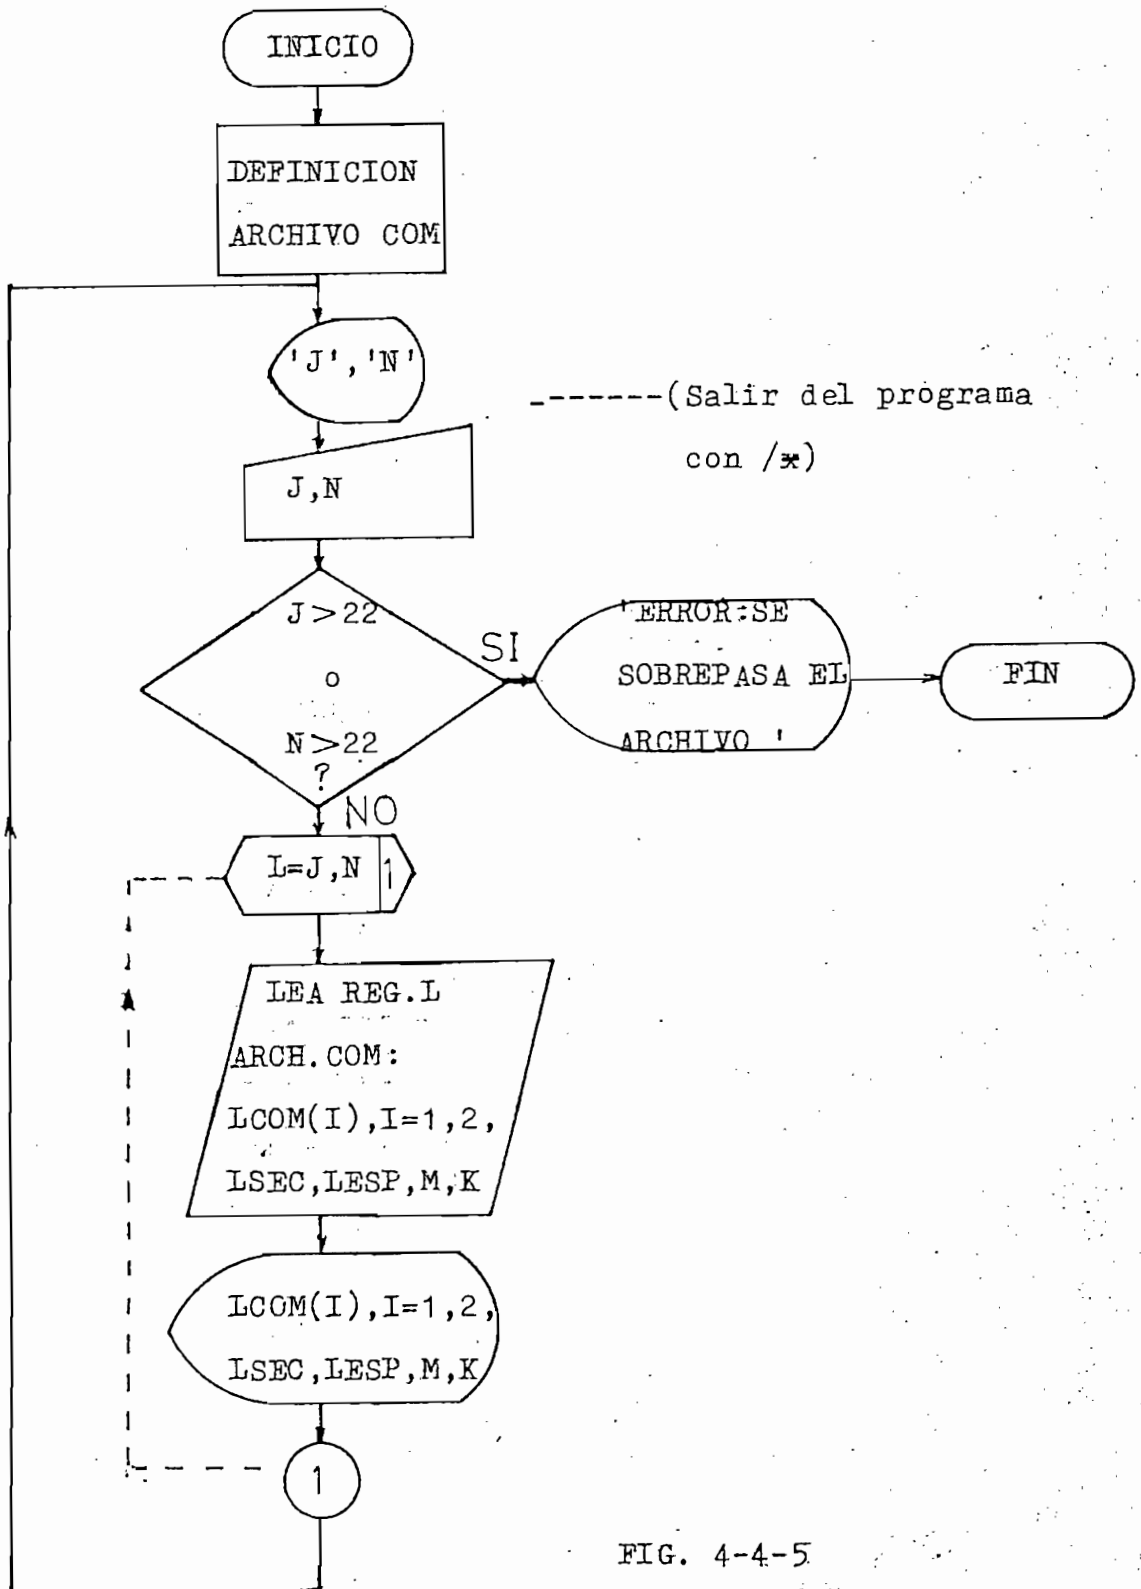 INICIO
DEFINICION
ARCHIVO COM
'J','N'
-------(Salir del programa
con /*)
J,N
J>22
o
N>22
?
SI
'ERROR:SE
SOBREPASA EL
ARCHIVO '
FIN
NO
L=J,N 1
LEA REG.L
ARCH.COM:
LCOM(I),I=1,2,
LSEC,LESP,M,K
LCOM(I),I=1,2,
LSEC,LESP,M,K
1
FIG. 4-4-5